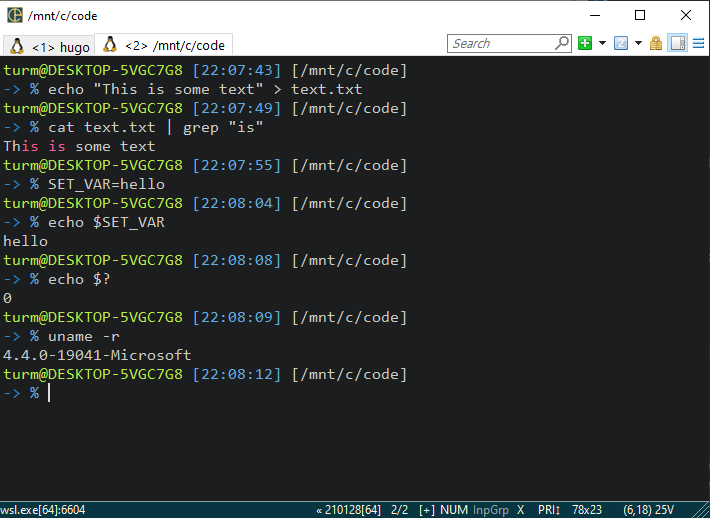 /mnt/c/code
<1> hugo
<2> /mnt/c/code
Search
turm@DESKTOP-5VGC7G8 [22:07:43] [/mnt/c/code]
-> % echo "This is some text" > text.txt
turm@DESKTOP-5VGC7G8 [22:07:49] [/mnt/c/code]
-> % cat text.txt | grep "is"
This is some text
turm@DESKTOP-5VGC7G8 [22:07:55] [/mnt/c/code]
-> % SET_VAR=hello
turm@DESKTOP-5VGC7G8 [22:08:04] [/mnt/c/code]
-> % echo $SET_VAR
hello
turm@DESKTOP-5VGC7G8 [22:08:08] [/mnt/c/code]
-> % echo $?
0
turm@DESKTOP-5VGC7G8 [22:08:09] [/mnt/c/code]
-> % uname -r
4.4.0-19041-Microsoft
turm@DESKTOP-5VGC7G8 [22:08:12] [/mnt/c/code]
-> %
wsl.exe[64]:6604 « 210128[64] 2/2 [+] NUM InpGrp X PRI↕ 78x23 (6,18) 25V